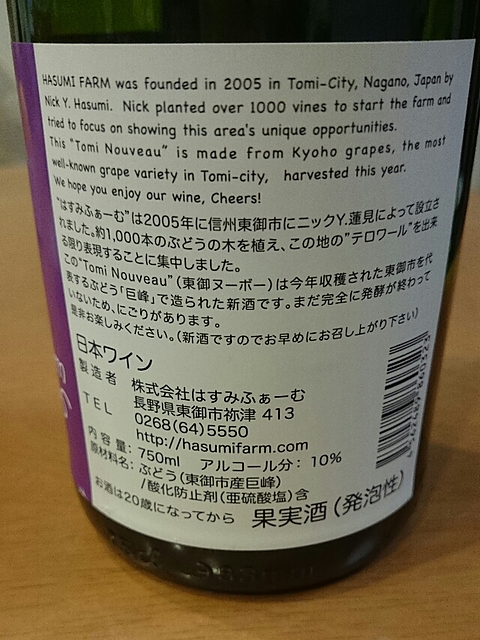 HASUMI FARM was founded in 2005 in Tomi-City, Nagano, Japan by
Nick Y. Hasumi. Nick planted over 1000 vines to start the farm and
tried to focus on showing this area's unique opportunities.
This "Tomi Nouveau" is made from Kyoho grapes, the most
well-known grape variety in Tomi-city, harvested this year.
We hope you enjoy our wine, Cheers!
"はすみふぁーむ"は2005年に信州東御市にニックY.蓮見によって設立さ
れました。約1,000本のぶどうの木を植え、この地の"テロワール"を出来
る限り表現することに集中しました。
この"Tomi Nouveau"(東御ヌーボー)は今年収穫された東御市を代
表するぶどう「巨峰」で造られた新酒です。まだ完全に発酵が終わって
いないため、にごりがあります。
是非お楽しみください。(新酒ですのでお早めにお召し上がり下さい)
日本ワイン
製造者 株式会社はすみふぁーむ
長野県東御市祢津 413
TEL 0268(64)5550
http://hasumifarm.com
内容量: 750ml アルコール分: 10%
原材料名: ぶどう(東御市産巨峰)
/酸化防止剤(亜硫酸塩)含
お酒は20歳になってから 果実酒(発泡性)